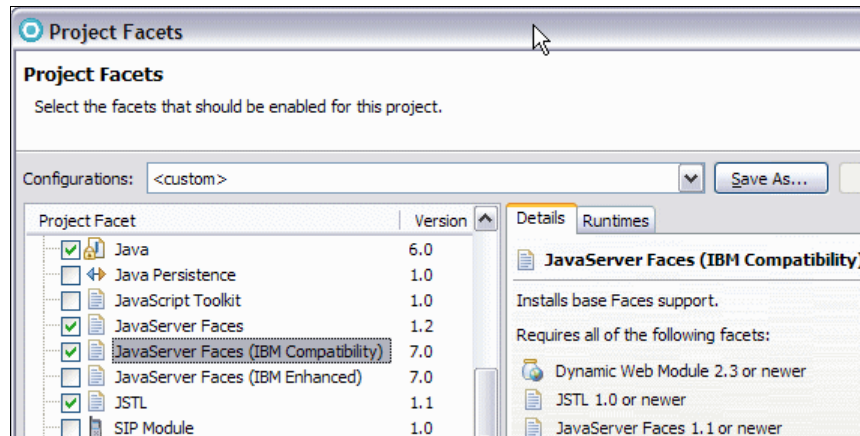 Project Facets
Project Facets
Select the facets that should be enabled for this project.
Configurations: <custom> Save As...
Project Facet Version
Java 6.0
Java Persistence 1.0
JavaScript Toolkit 1.0
JavaServer Faces 1.2
JavaServer Faces (IBM Compatibility) 7.0
JavaServer Faces (IBM Enhanced) 7.0
JSTL 1.1
SIP Module 1.0
Details Runtimes
JavaServer Faces (IBM Compatibility)
Installs base Faces support.
Requires all of the following facets:
Dynamic Web Module 2.3 or newer
JSTL 1.0 or newer
JavaServer Faces 1.1 or newer